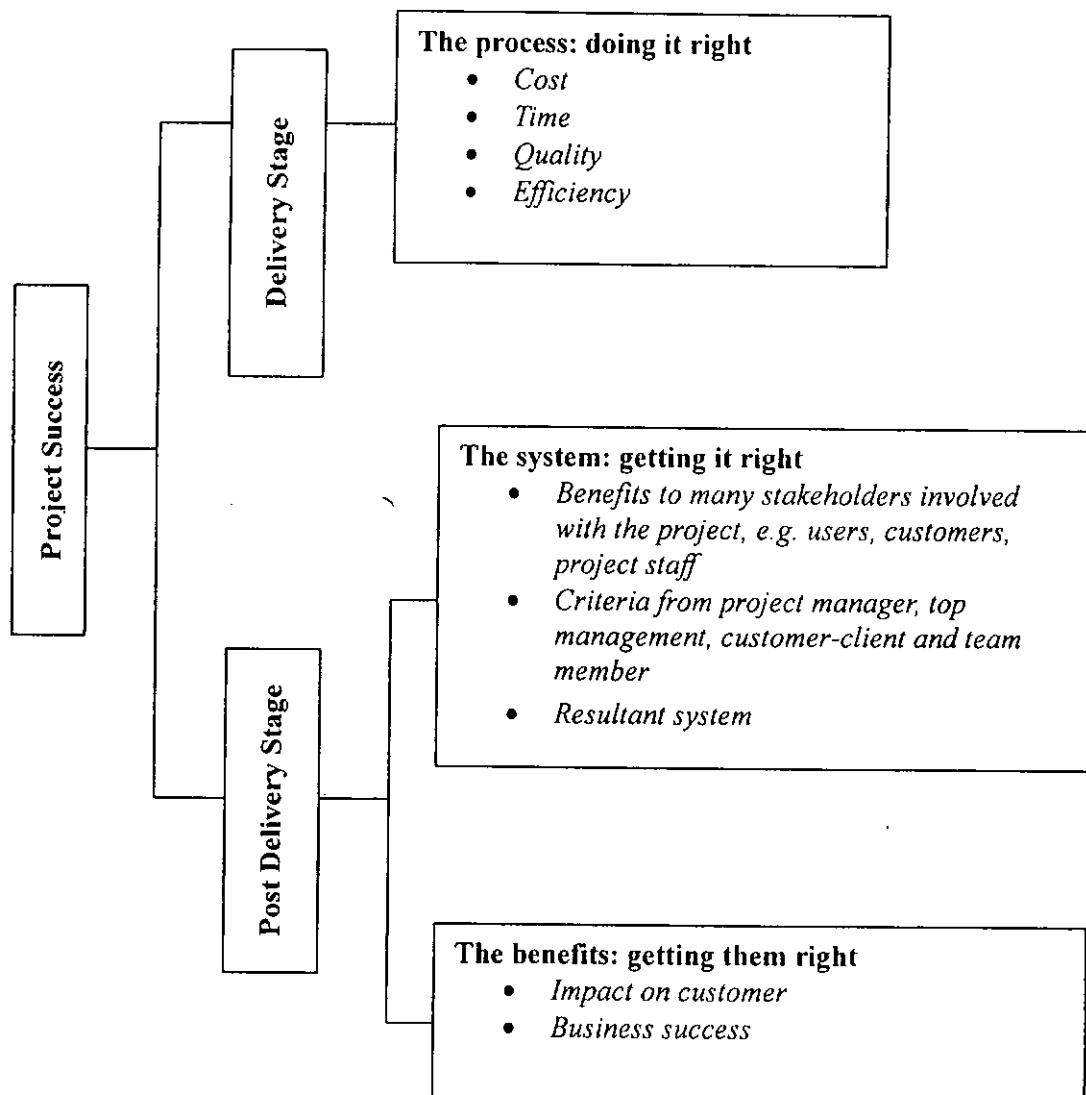 Project Success
Delivery Stage
The process: doing it right
• Cost
• Time
• Quality
• Efficiency
Post Delivery Stage
The system: getting it right
• Benefits to many stakeholders involved
with the project, e.g. users, customers,
project staff
• Criteria from project manager, top
management, customer-client and team
member
• Resultant system
The benefits: getting them right
• Impact on customer
• Business success